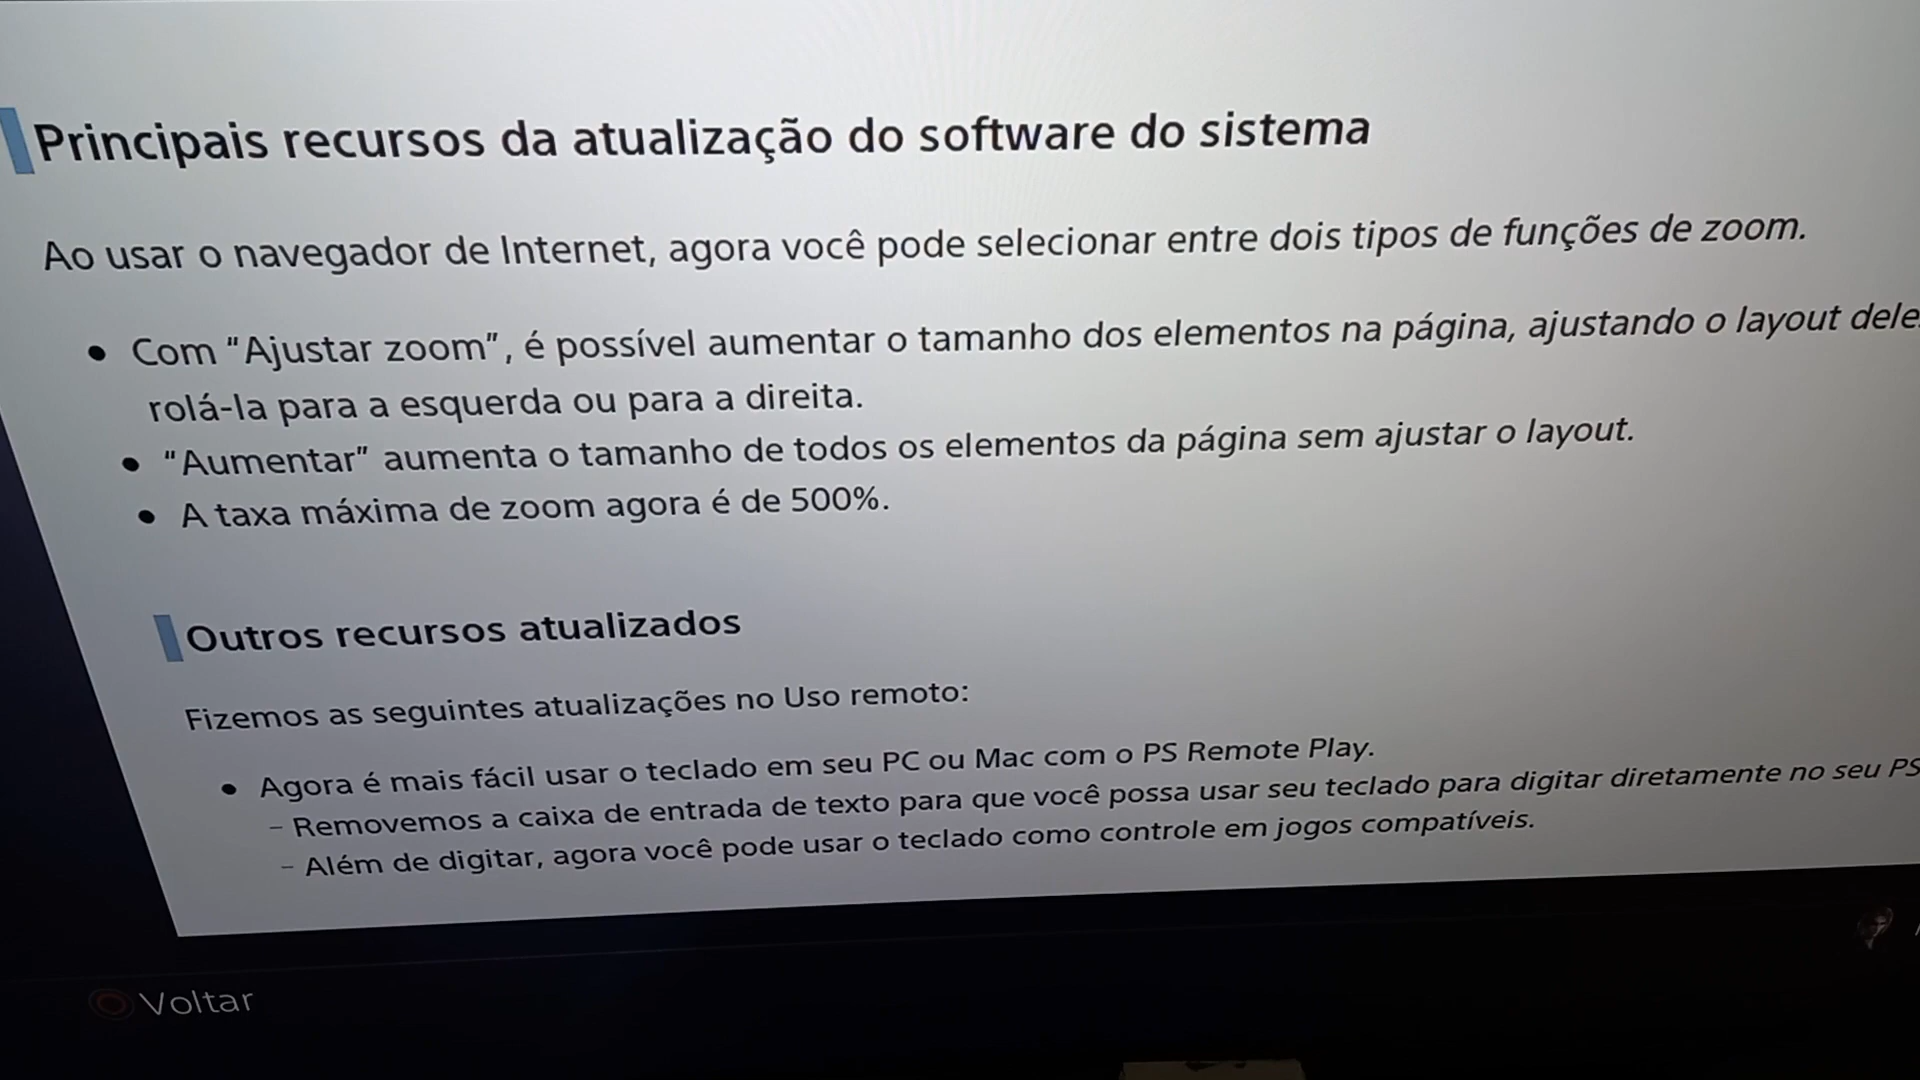 Principais recursos da atualização do software do sistema
Ao usar o navegador de Internet, agora você pode selecionar entre dois tipos de funções de zoom.
• Com "Ajustar zoom", é possível aumentar o tamanho dos elementos na página, ajustando o layout
rolá-la para a esquerda ou para a direita.
• "Aumentar" aumenta o tamanho de todos os elementos da página sem ajustar o layout.
• A taxa máxima de zoom agora é de 500%.
Outros recursos atualizados
Fizemos as seguintes atualizações no Uso remoto:
• Agora é mais fácil usar o teclado em seu PC ou Mac com o PS Remote Play.
– Removemos a caixa de entrada de texto para que você possa usar seu teclado para digitar diretamente no seu PS
– Além de digitar, agora você pode usar o teclado como controle em jogos compatíveis.
Voltar